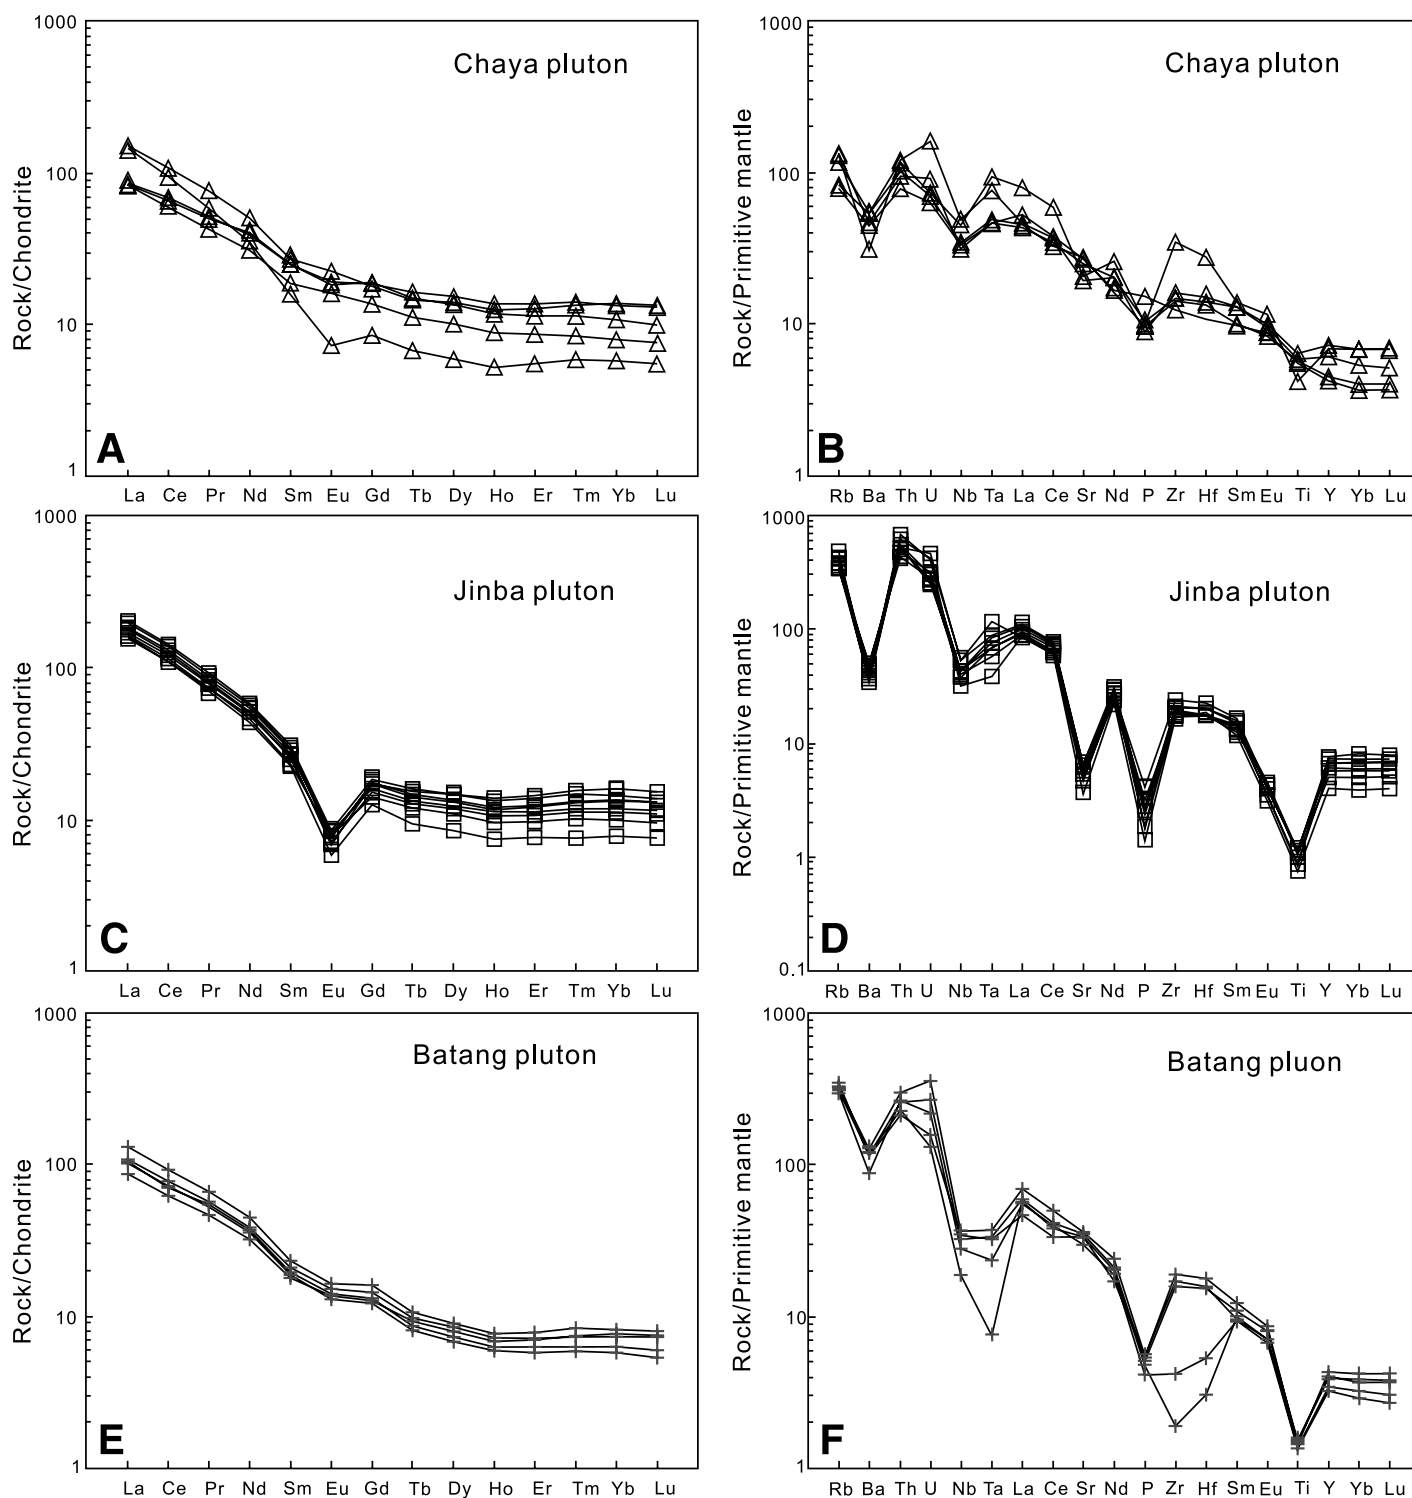 1000
100
10
1
Rock/Chondrite
Chaya pluton
A
La Ce Pr Nd Sm Eu Gd Tb Dy Ho Er Tm Yb Lu
1000
100
10
1
Rock/Primitive mantle
Chaya pluton
B
Rb Ba Th U Nb Ta La Ce Sr Nd P Zr Hf Sm Eu Ti Y Yb Lu
1000
100
10
1
Rock/Chondrite
Jinba pluton
C
La Ce Pr Nd Sm Eu Gd Tb Dy Ho Er Tm Yb Lu
1000
100
10
1
0.1
Rock/Primitive mantle
Jinba pluton
D
Rb Ba Th U Nb Ta La Ce Sr Nd P Zr Hf Sm Eu Ti Y Yb Lu
1000
100
10
1
Rock/Chondrite
Batang pluton
E
La Ce Pr Nd Sm Eu Gd Tb Dy Ho Er Tm Yb Lu
1000
100
10
1
Rock/Primitive mantle
Batang pluon
F
Rb Ba Th U Nb Ta La Ce Sr Nd P Zr Hf Sm Eu Ti Y Yb Lu